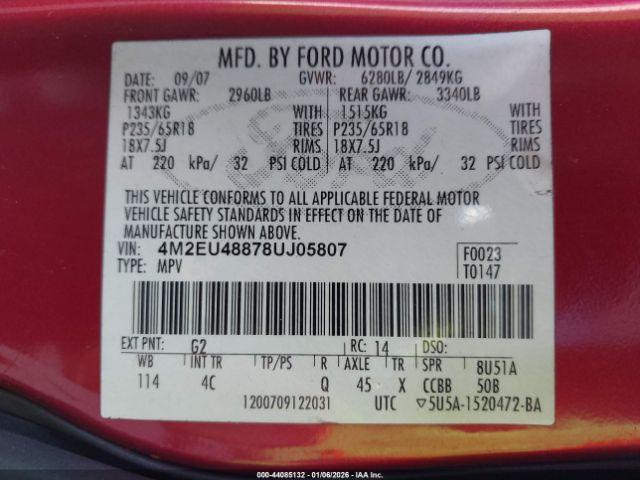 MFD. BY FORD MOTOR CO.
DATE: 09/07 GVWR: 6280LB/ 2849KG
FRONT GAWR: 2960LB REAR GAWR: 3340LB
1343KG WITH 1515KG WITH
P235/65R18 TIRES P235/65R18 TIRES
18X7.5J RIMS 18X7.5J RIMS
AT 220 kPa/ 32 PSI COLD AT 220 kPa/ 32 PSI COLD
THIS VEHICLE CONFORMS TO ALL APPLICABLE FEDERAL MOTOR
VEHICLE SAFETY STANDARDS IN EFFECT ON THE DATE OF
MANUFACTURE SHOWN ABOVE.
VIN: 4M2EU48878UJ05807 F0023
TYPE: MPV T0147
EXT PNT: G2 RC: 14 DSO:
WB INT TR TP/PS R AXLE TR SPR 8U51A
114 4C Q 45 X CCBB 50B
1200709122031 UTC ▽5U5A-1520472-BA
000-44085132 - 01/06/2026 - IAA Inc.